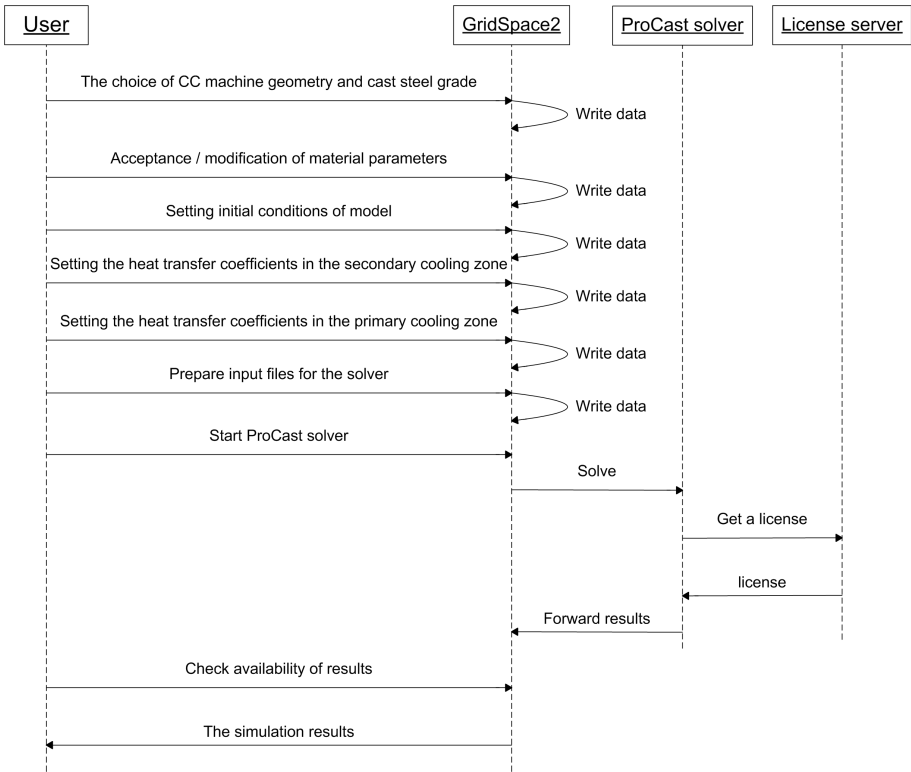 User
GridSpace2
ProCast solver
License server
The choice of CC machine geometry and cast steel grade
Write data
Acceptance / modification of material parameters
Write data
Setting initial conditions of model
Write data
Setting the heat transfer coefficients in the secondary cooling zone
Write data
Setting the heat transfer coefficients in the primary cooling zone
Write data
Prepare input files for the solver
Write data
Start ProCast solver
Solve
Get a license
license
Forward results
Check availability of results
The simulation results